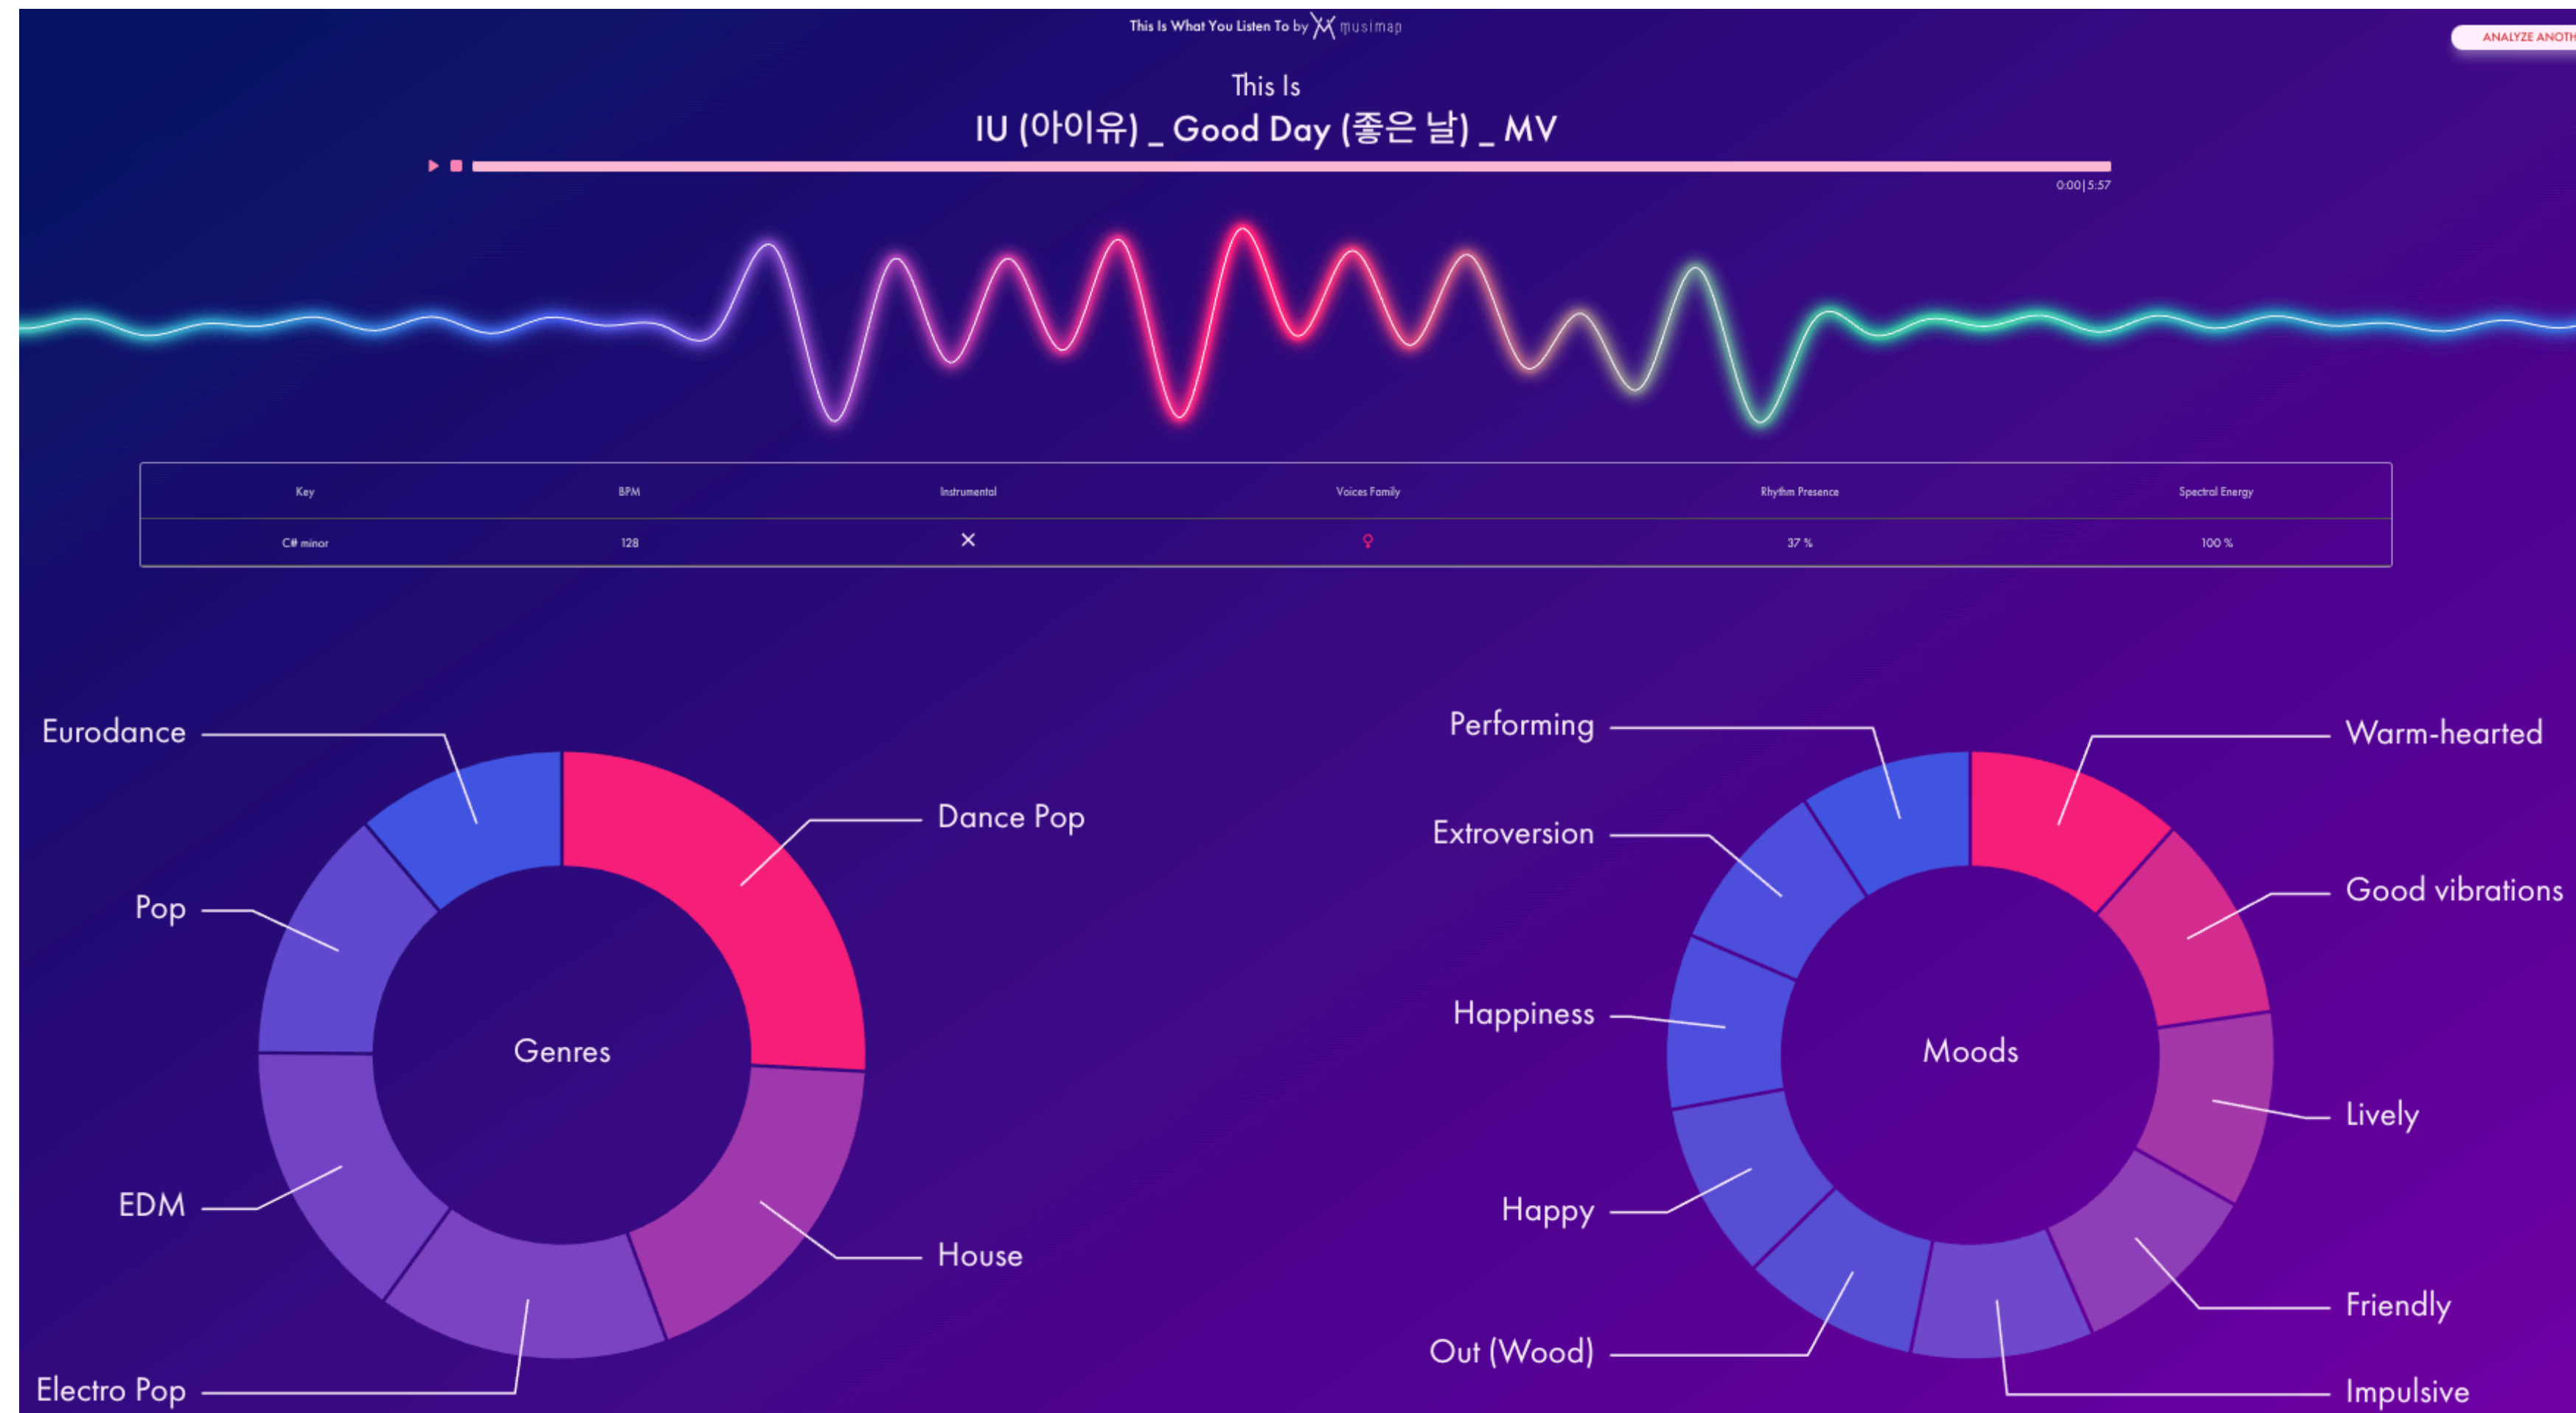 This Is What You Listen To by musimap
ANALYZE ANOTH
This Is
IU (아이유) _ Good Day (좋은 날) _ MV
0:00|5:57
Key BPM Instrumental Voices Family Rhythm Presence Spectral Energy
C# minor 128 ✕ ♀ 37 % 100 %
Eurodance
Dance Pop
Pop
Genres
EDM
House
Electro Pop
Performing
Warm-hearted
Extroversion
Good vibrations
Happiness
Moods
Lively
Happy
Friendly
Out (Wood)
Impulsive